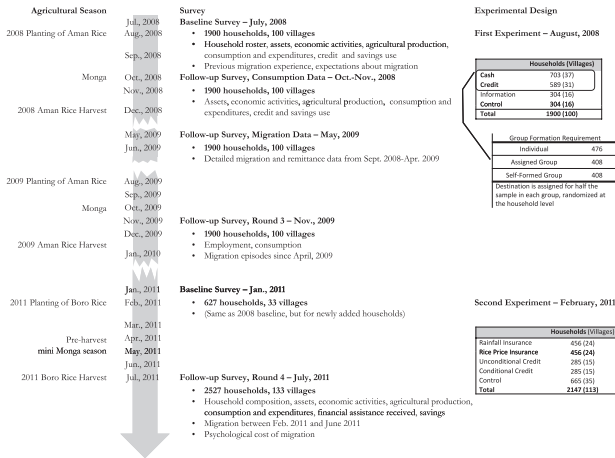 Agricultural Season Survey Experimental Design
Jul., 2008 Baseline Survey – July, 2008
2008 Planting of Aman Rice Aug., 2008 • 1900 households, 100 villages First Experiment – August, 2008
• Household roster, assets, economic activities, agricultural production,
Sep., 2008 consumption and expenditures, credit and savings use
• Previous migration experience, expectations about migration
Monga Oct., 2008 Follow-up Survey, Consumption Data – Oct.-Nov., 2008
Nov., 2008 • 1900 households, 100 villages
• Assets, economic activities, agricultural production, consumption and
2008 Aman Rice Harvest Dec., 2008 expenditures, credit and savings use
Households (Villages)
Cash 703 (37)
Credit 589 (31)
Information 304 (16)
Control 304 (16)
Total 1900 (100)
May, 2009 Follow-up Survey, Migration Data – May, 2009
Jun., 2009 • 1900 households, 100 villages
• Detailed migration and remittance data from Sept. 2008-Apr. 2009
Group Formation Requirement
Individual 476
Assigned Group 408
Self-Formed Group 408
Destination is assigned for half the
sample in each group, randomized at
the household level
2009 Planting of Aman Rice Aug., 2009
Sep., 2009
Monga Oct., 2009
Nov., 2009 Follow-up Survey, Round 3 – Nov., 2009
Dec., 2009 • 1900 households, 100 villages
2009 Aman Rice Harvest • Employment, consumption
Jan., 2010 • Migration episodes since April, 2009
Jan., 2011 Baseline Survey – Jan., 2011
2011 Planting of Boro Rice Feb., 2011 • 627 households, 33 villages Second Experiment – February, 2011
• (Same as 2008 baseline, but for newly added households)
Mar., 2011
Pre-harvest Apr., 2011
mini Monga season May, 2011
Jun., 2011
Households (Villages)
Rainfall Insurance 456 (24)
Rice Price Insurance 456 (24)
Unconditional Credit 285 (15)
Conditional Credit 285 (15)
Control 665 (35)
Total 2147 (113)
2011 Boro Rice Harvest Jul., 2011 Follow-up Survey, Round 4 – July, 2011
• 2527 households, 133 villages
• Household composition, assets, economic activities, agricultural production,
consumption and expenditures, financial assistance received, savings
• Migration between Feb. 2011 and June 2011
• Psychological cost of migration